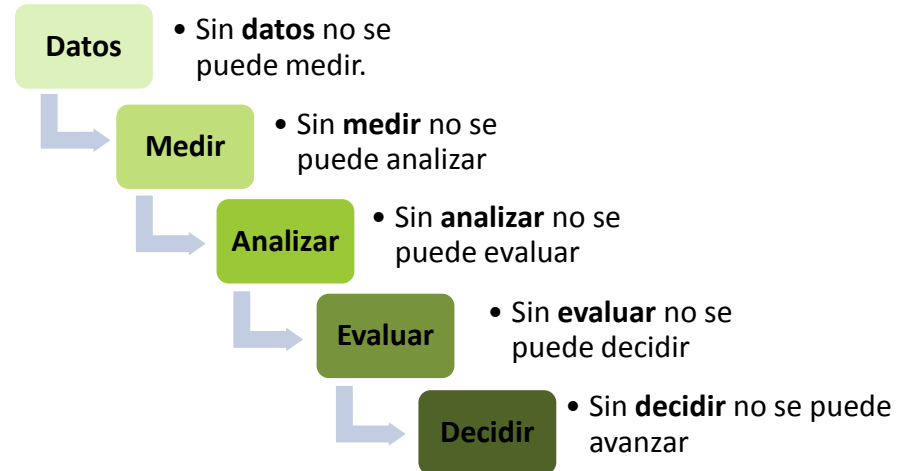 Datos
• Sin datos no se
puede medir.
Medir
• Sin medir no se
puede analizar
Analizar
• Sin analizar no se
puede evaluar
Evaluar
• Sin evaluar no se
puede decidir
Decidir
• Sin decidir no se puede
avanzar